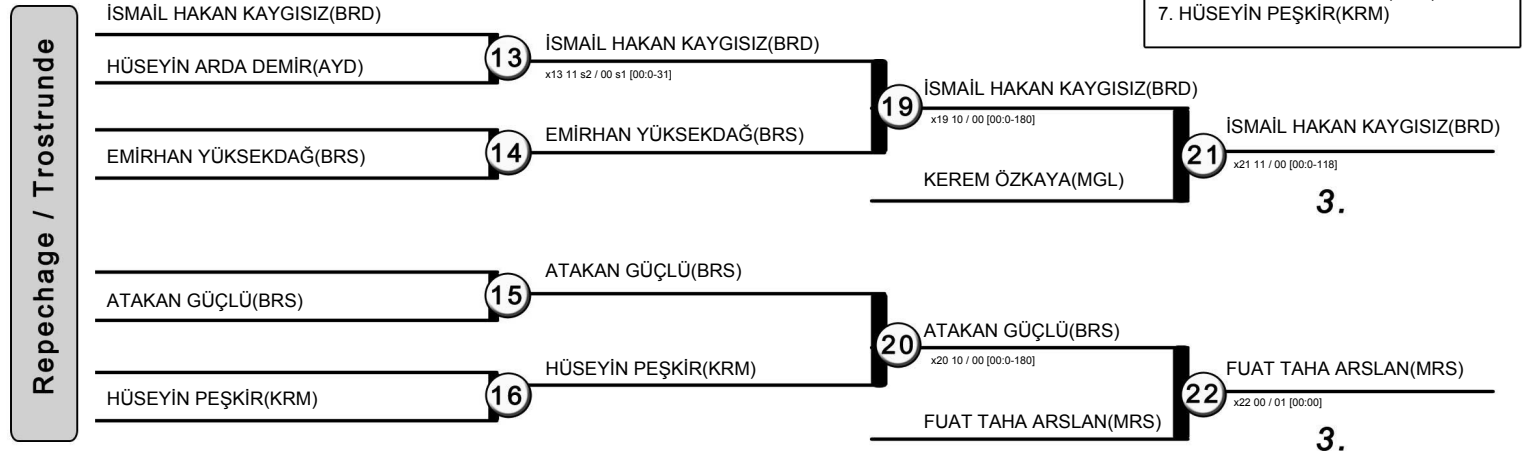 Repechage / Trostrunde
7. HÜSEYİN PEŞKİR(KRM)
İSMAİL HAKAN KAYGISIZ(BRD)
HÜSEYİN ARDA DEMİR(AYD)
13
İSMAİL HAKAN KAYGISIZ(BRD)
x13 11 s2 / 00 s1 [00:0-31]
EMİRHAN YÜKSEKDAĞ(BRS)
14
EMİRHAN YÜKSEKDAĞ(BRS)
19
İSMAİL HAKAN KAYGISIZ(BRD)
x19 10 / 00 [00:0-180]
KEREM ÖZKAYA(MGL)
21
İSMAİL HAKAN KAYGISIZ(BRD)
x21 11 / 00 [00:0-118]
3.
ATAKAN GÜÇLÜ(BRS)
15
ATAKAN GÜÇLÜ(BRS)
HÜSEYİN PEŞKİR(KRM)
16
HÜSEYİN PEŞKİR(KRM)
20
ATAKAN GÜÇLÜ(BRS)
x20 10 / 00 [00:0-180]
FUAT TAHA ARSLAN(MRS)
22
FUAT TAHA ARSLAN(MRS)
x22 00 / 01 [00:00]
3.